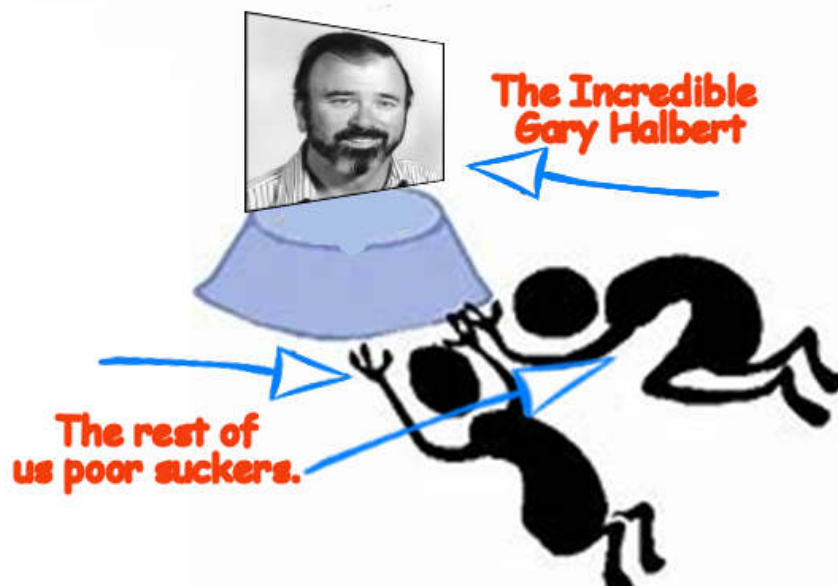 The Incredible
Gary Halbert
The rest of
us poor suckers.